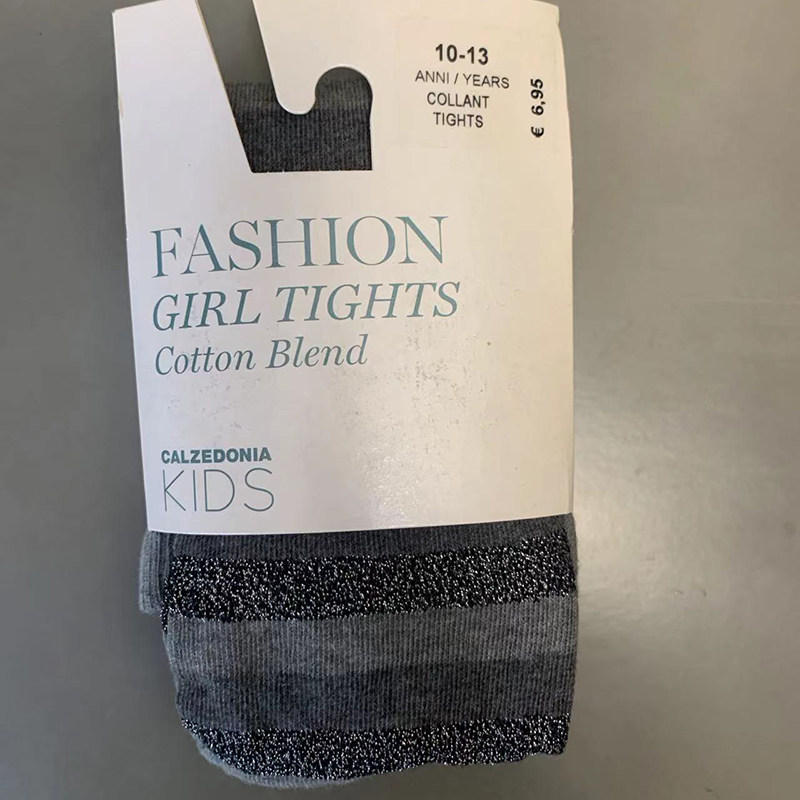 10-13
ANNI / YEARS
COLLANT
TIGHTS
€ 6,95
FASHION
GIRL TIGHTS
Cotton Blend
CALZEDONIA
KIDS